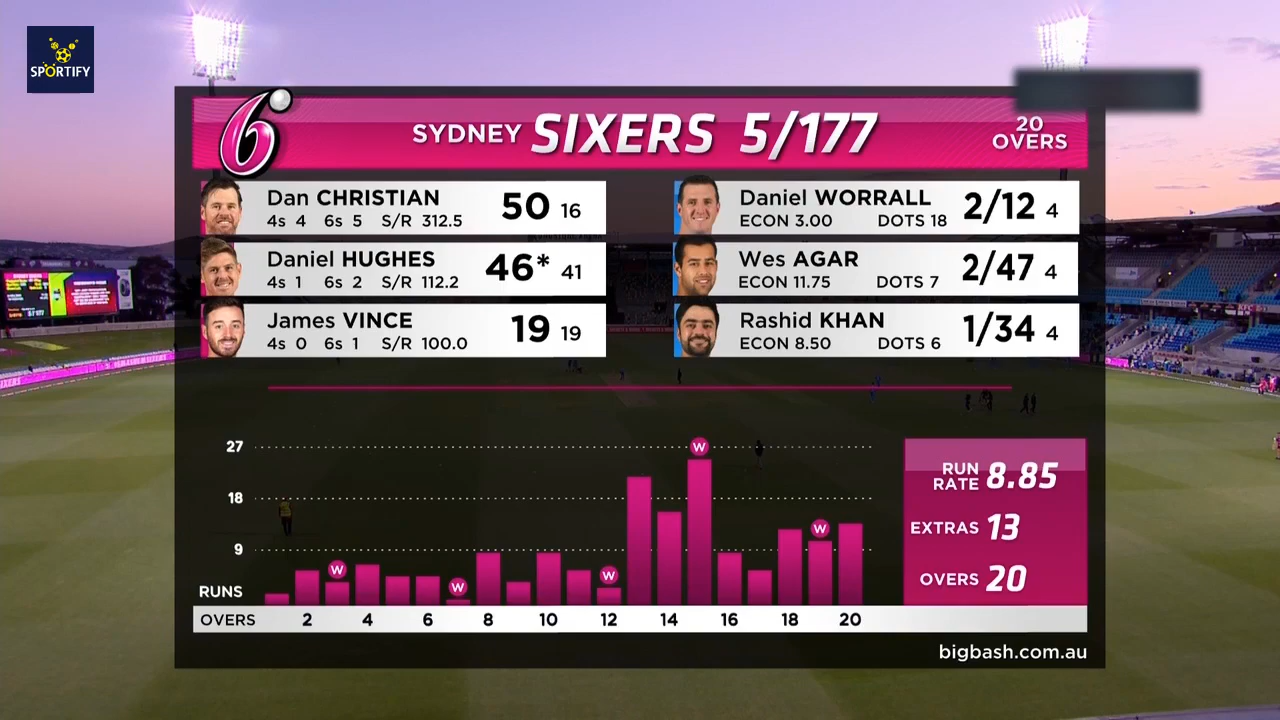 SPORTIFY
6
SYDNEY SIXERS 5/177
20
OVERS
Dan CHRISTIAN 50 16
4s 4 6s 5 S/R 312.5
Daniel HUGHES 46* 41
4s 1 6s 2 S/R 112.2
James VINCE 19 19
4s 0 6s 1 S/R 100.0
Daniel WORRALL 2/12 4
ECON 3.00 DOTS 18
Wes AGAR 2/47 4
ECON 11.75 DOTS 7
Rashid KHAN 1/34 4
ECON 8.50 DOTS 6
27
18
9
RUNS
W
W
W
W
W
OVERS 2 4 6 8 10 12 14 16 18 20
RUN
RATE 8.85
EXTRAS 13
OVERS 20
bigbash.com.au